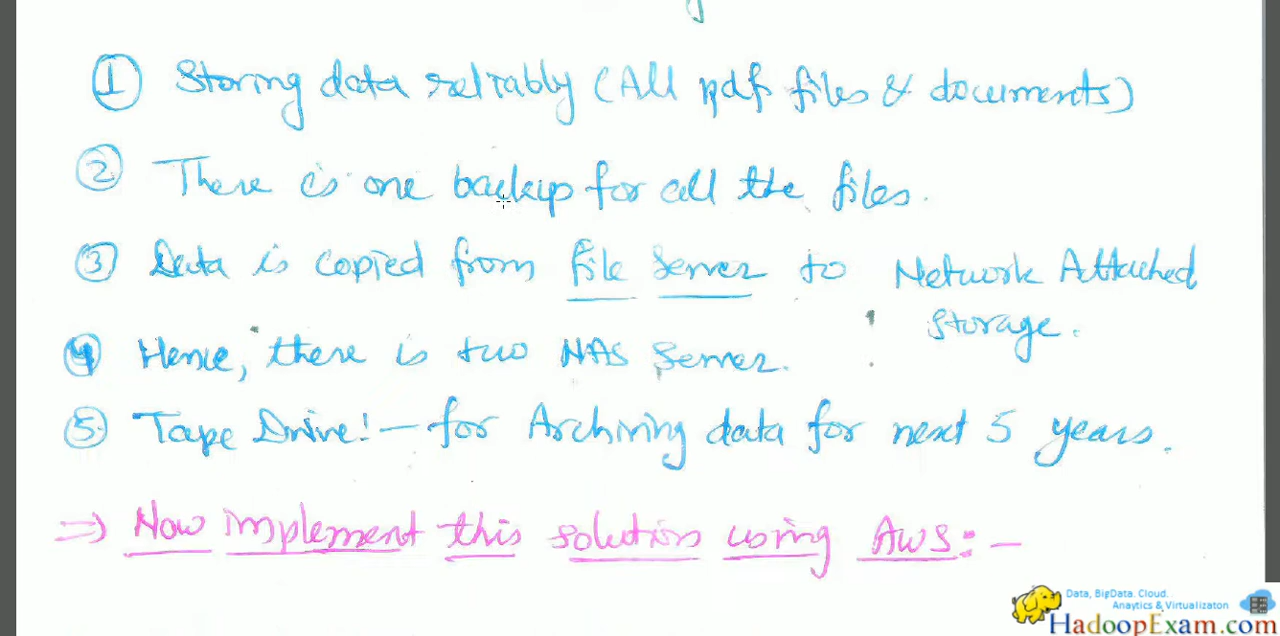 ① Storing data reliably (All pdf files & documents)
② There is one backup for all the files.
③ Data is copied from file server to Network Attached
storage.
④ Hence, there is two NAS Server.
⑤ Tape Drive:- for Archiving data for next 5 years.
⇒ Now implement this solution using AWS:-
Data, BigData. Cloud.
Anaytics & Virtualizaton
HadoopExam.com